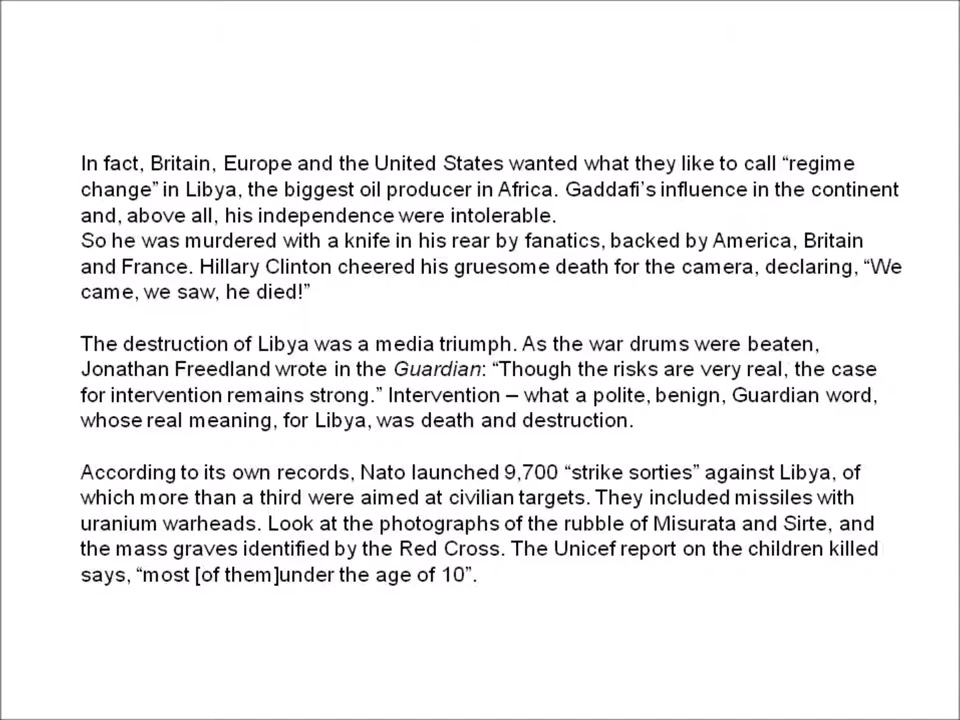 In fact, Britain, Europe and the United States wanted what they like to call “regime
change” in Libya, the biggest oil producer in Africa. Gaddafi’s influence in the continent
and, above all, his independence were intolerable.
So he was murdered with a knife in his rear by fanatics, backed by America, Britain
and France. Hillary Clinton cheered his gruesome death for the camera, declaring, “We
came, we saw, he died!”
The destruction of Libya was a media triumph. As the war drums were beaten,
Jonathan Freedland wrote in the Guardian: “Though the risks are very real, the case
for intervention remains strong.” Intervention – what a polite, benign, Guardian word,
whose real meaning, for Libya, was death and destruction.
According to its own records, Nato launched 9,700 “strike sorties” against Libya, of
which more than a third were aimed at civilian targets. They included missiles with
uranium warheads. Look at the photographs of the rubble of Misurata and Sirte, and
the mass graves identified by the Red Cross. The Unicef report on the children killed
says, “most [of them]under the age of 10”.